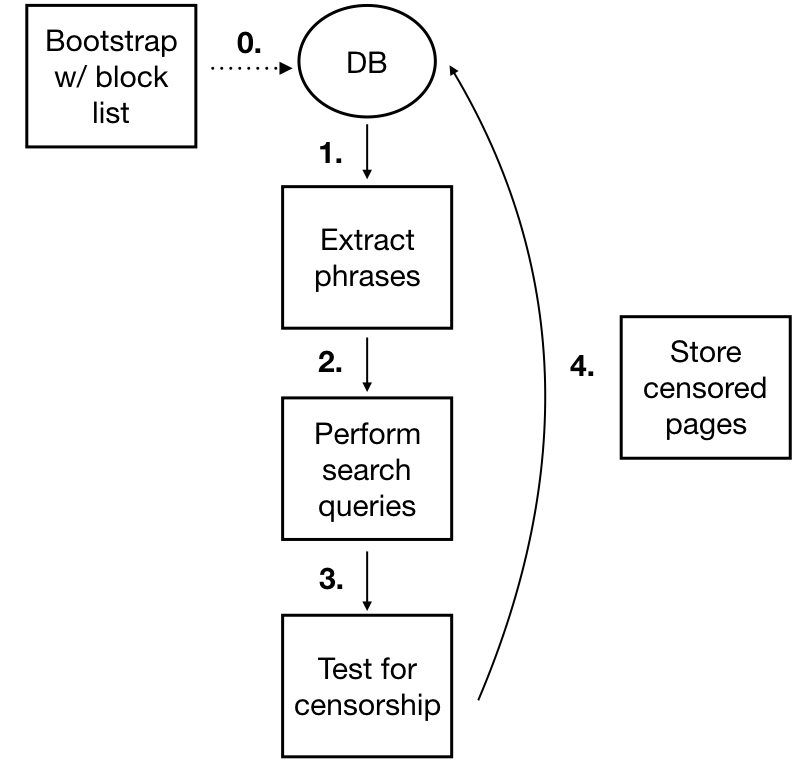 Bootstrap
w/ block
list
0.
DB
1.
Extract
phrases
2.
Perform
search
queries
3.
Test for
censorship
4.
Store
censored
pages